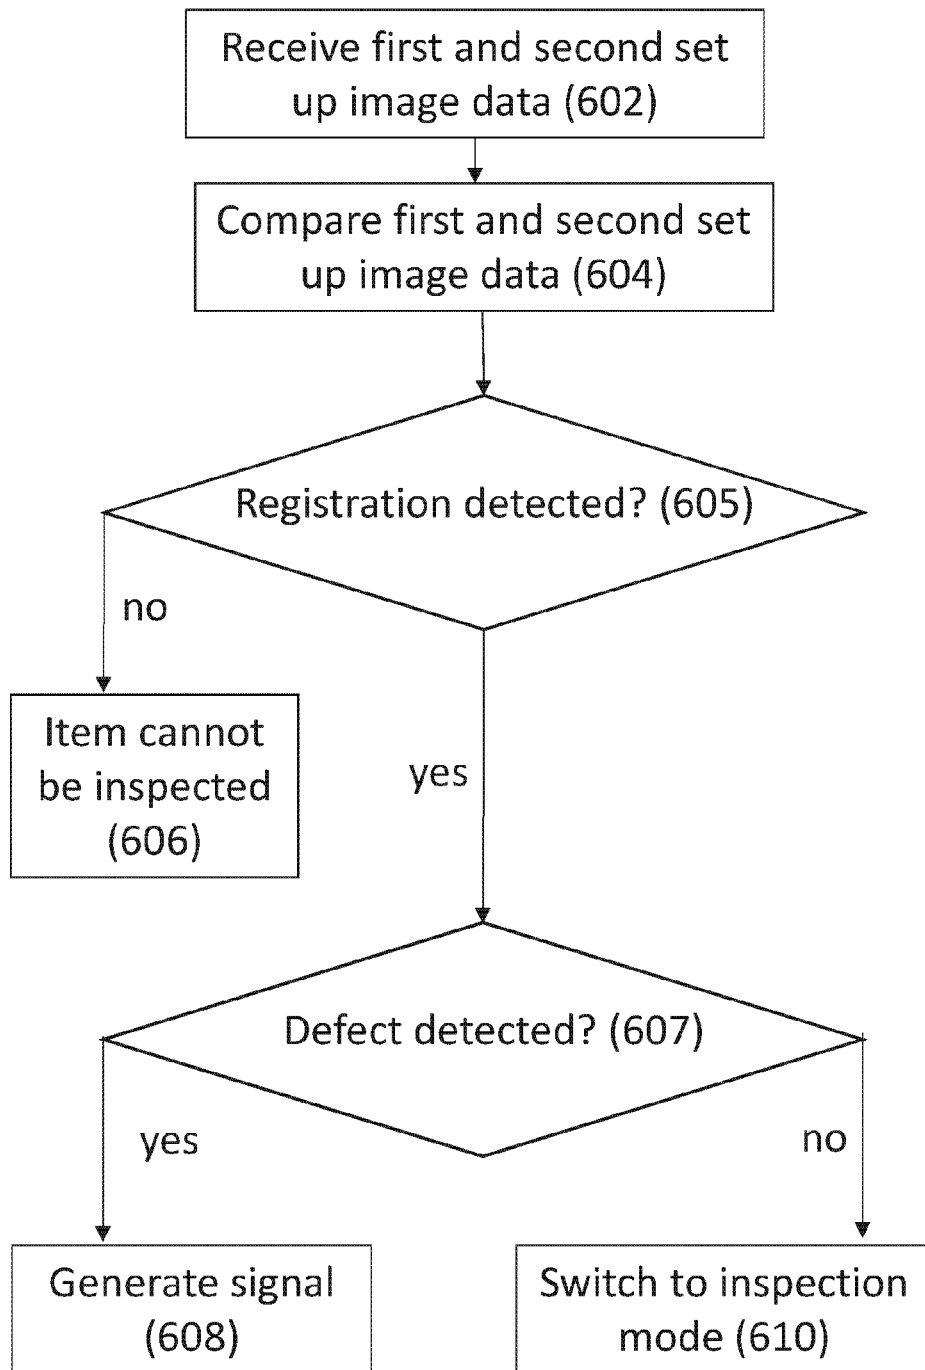 Receive first and second set
up image data (602)
Compare first and second set
up image data (604)
Registration detected? (605)
no
Item cannot
be inspected
(606)
yes
Defect detected? (607)
yes
no
Generate signal
(608)
Switch to inspection
mode (610)